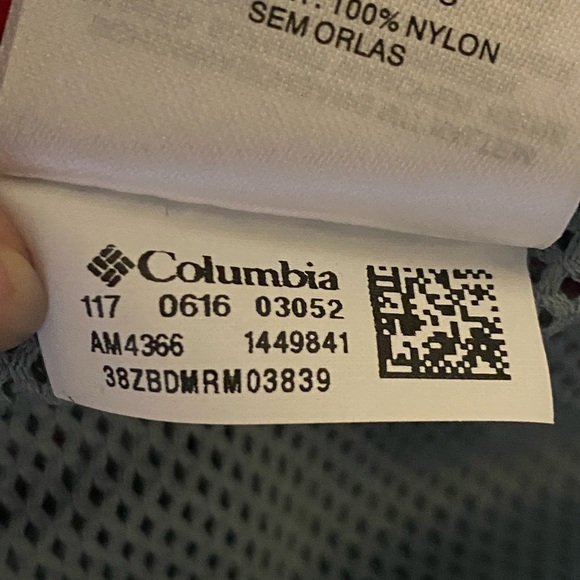 100% NYLON
SEM ORLAS
Columbia
117 0616 03052
AM4366 1449841
38ZBDMRM03839